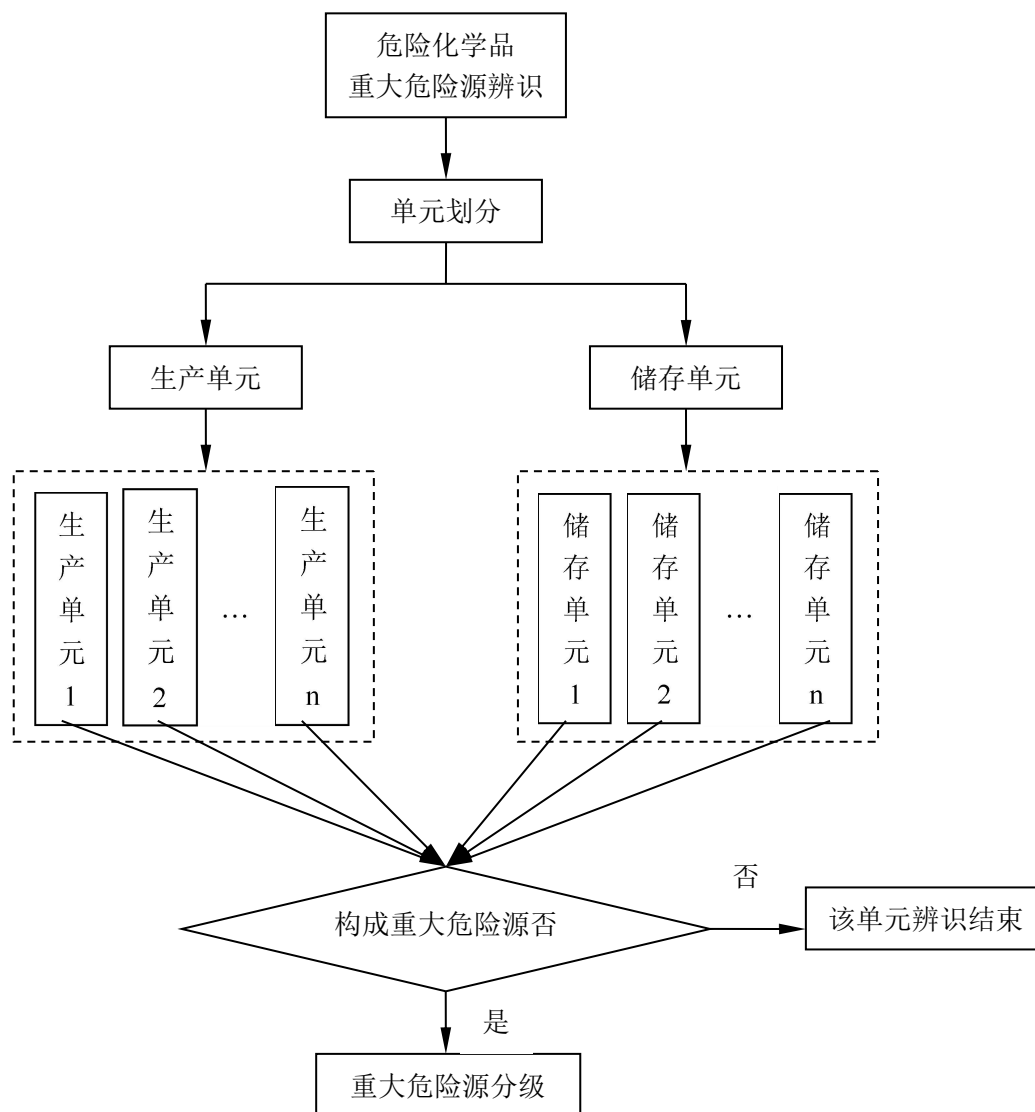 危险化学品
重大危险源辨识
单元划分
生产单元
储存单元
生产单元1
生产单元2
…
生产单元n
储存单元1
储存单元2
…
储存单元n
构成重大危险源否
否
该单元辨识结束
是
重大危险源分级